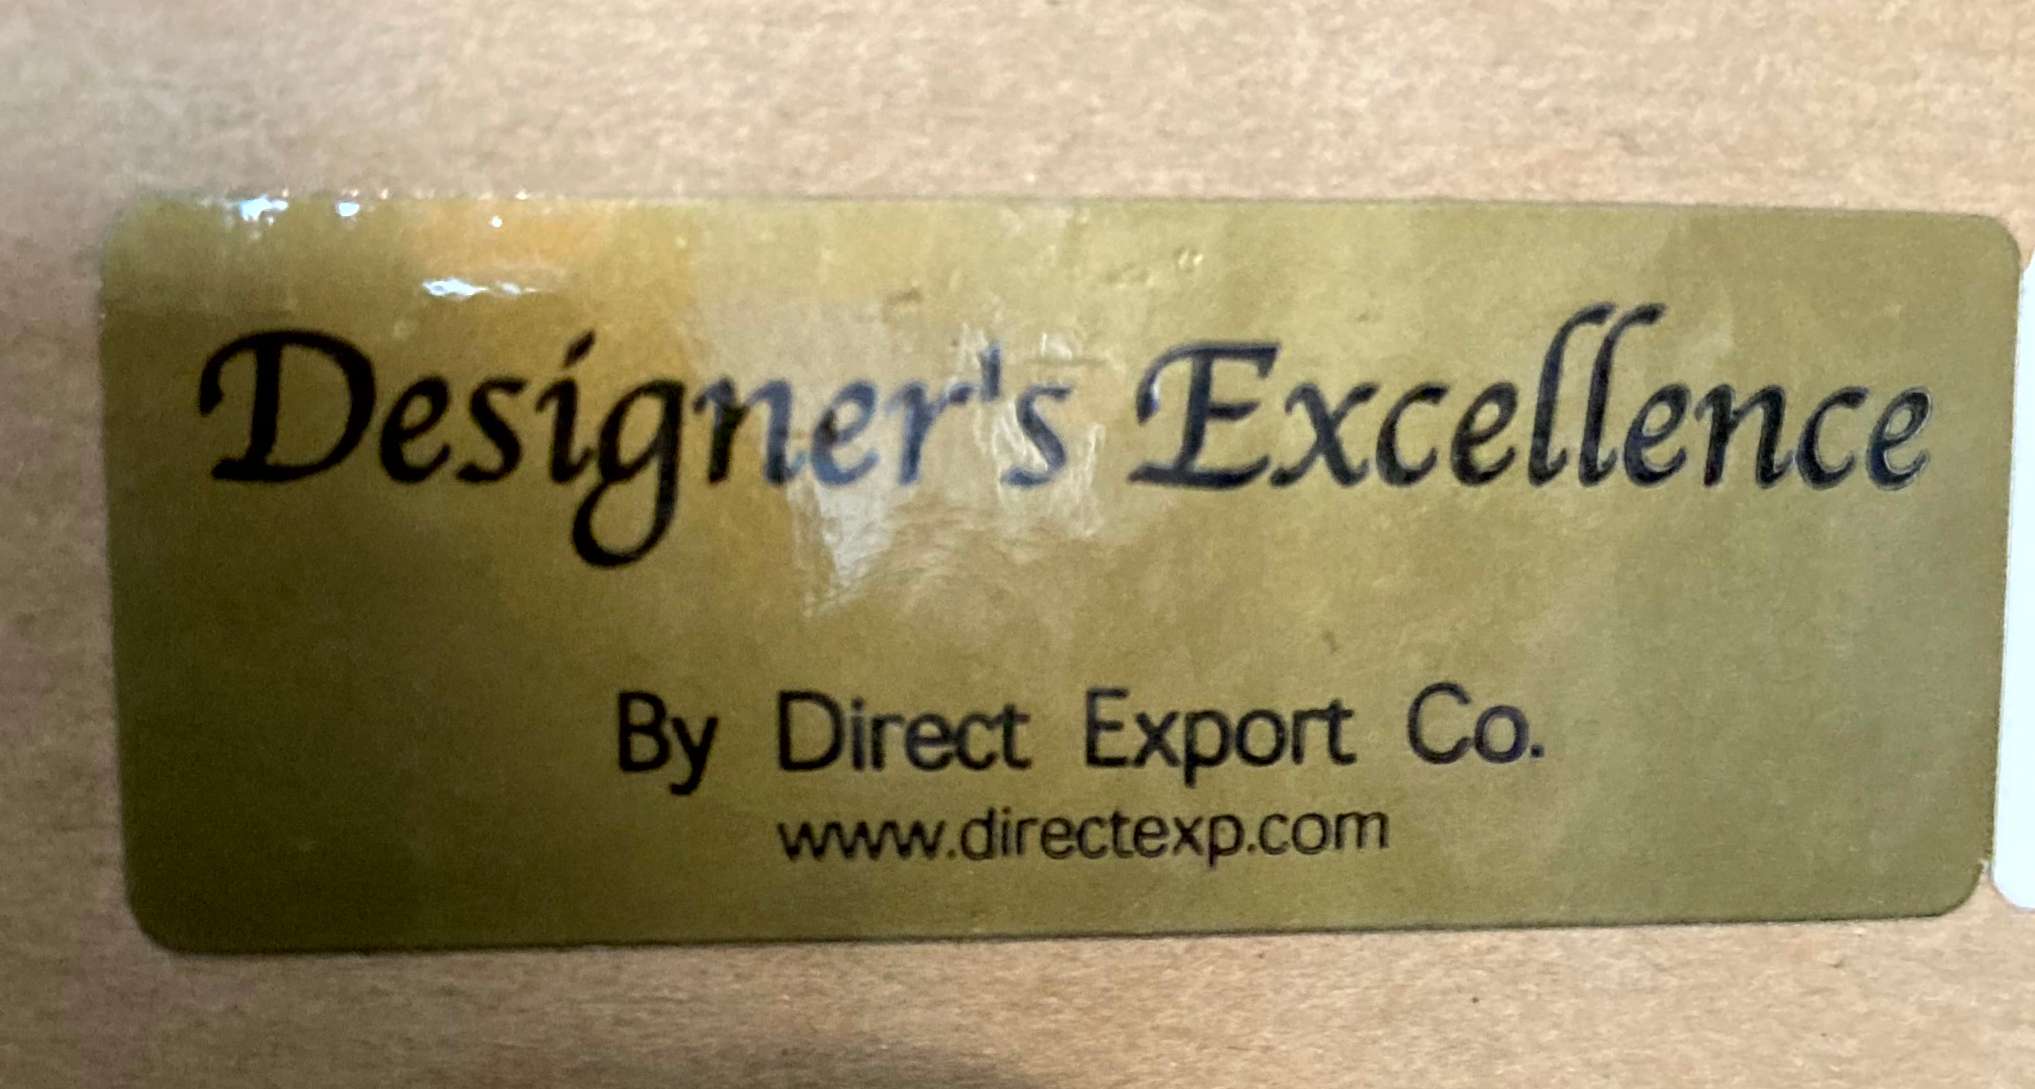 Designer's Excellence
By Direct Export Co.
www.directexp.com